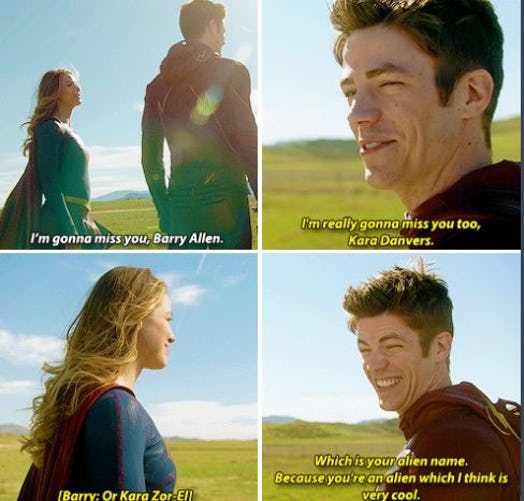 I'm gonna miss you, Barry Allen.
I'm really gonna miss you too,
Kara Danvers.
[Barry: Or Kara Zor-El]
Which is your alien name.
Because you're an alien which I think is
very cool.